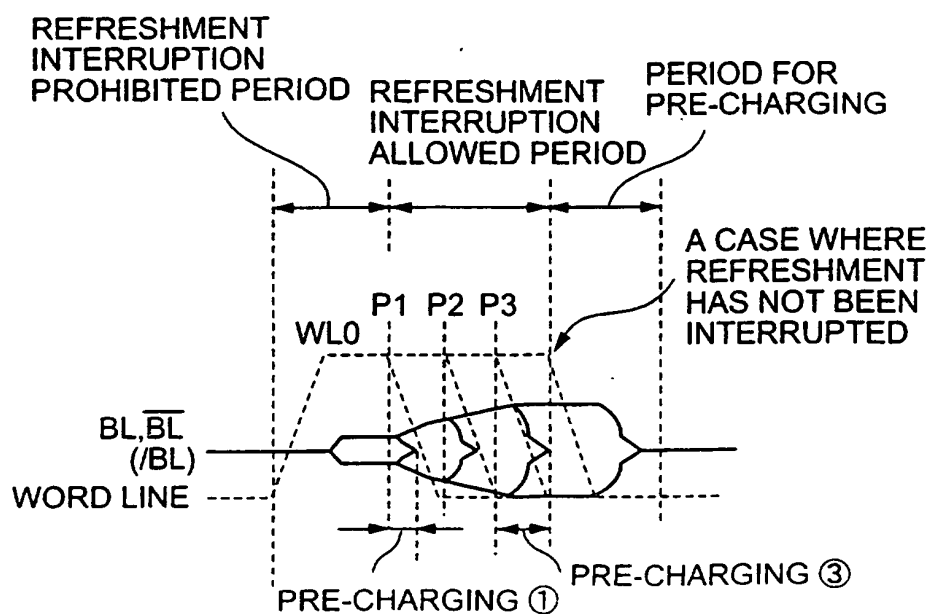 REFRESHMENT
INTERRUPTION
PROHIBITED PERIOD
REFRESHMENT
INTERRUPTION
ALLOWED PERIOD
PERIOD FOR
PRE-CHARGING
A CASE WHERE
REFRESHMENT
HAS NOT BEEN
INTERRUPTED
P1 P2 P3
WL0
BL,B̅L̅
(/BL)
WORD LINE
PRE-CHARGING ③
PRE-CHARGING ①